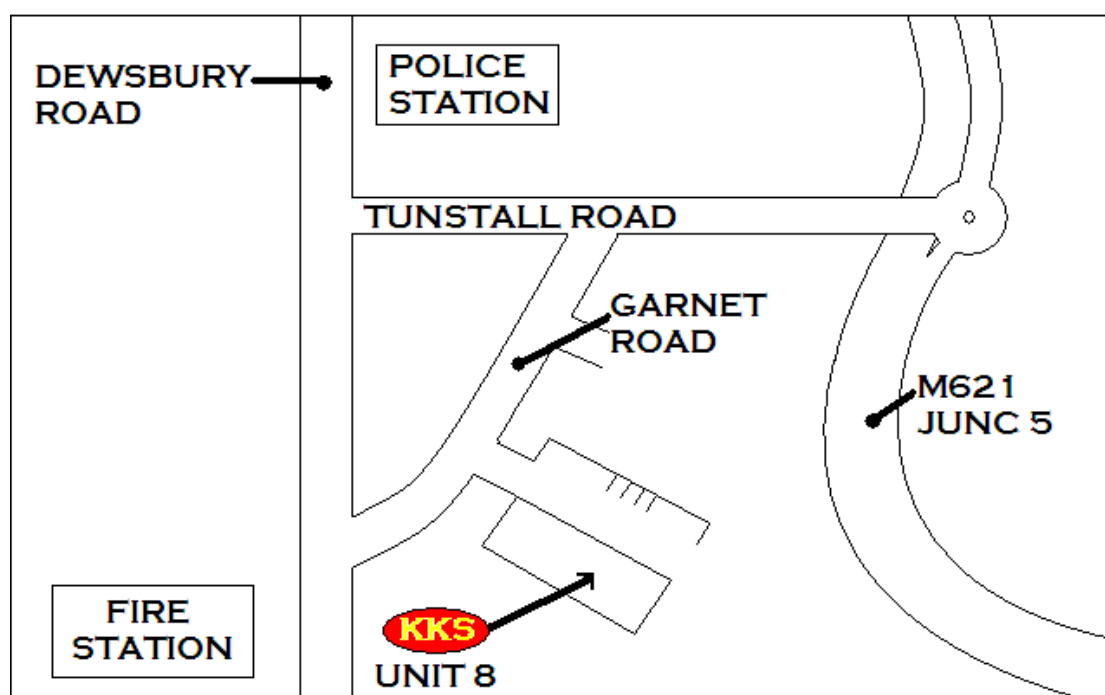 DEWSBURY
ROAD
POLICE
STATION
TUNSTALL ROAD
GARNET
ROAD
M621
JUNC 5
FIRE
STATION
KKS
UNIT 8